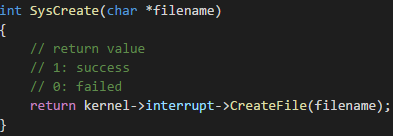 int SysCreate(char *filename)
{
    // return value
    // 1: success
    // 0: failed
    return kernel->interrupt->CreateFile(filename);
}